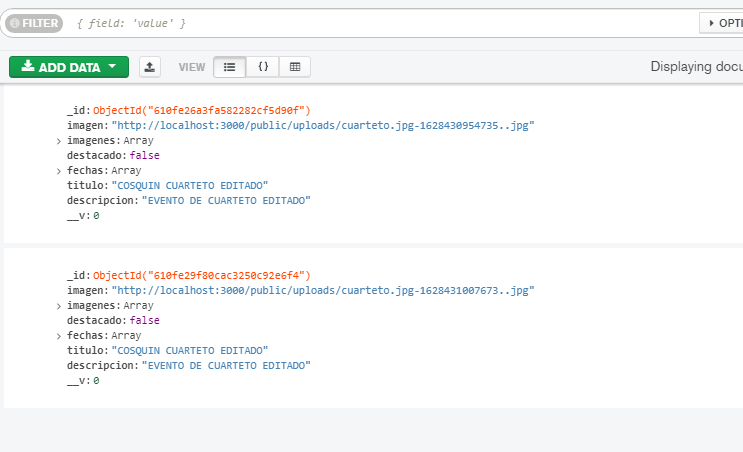 FILTER { field: 'value' } OPTI
ADD DATA VIEW { } Displaying docu
_id: ObjectId("610fe26a3fa582282cf5d90f")
imagen: "http://localhost:3000/public/uploads/cuarteto.jpg-1628430954735..jpg"
imagenes: Array
destacado: false
fechas: Array
titulo: "COSQUIN CUARTETO EDITADO"
descripcion: "EVENTO DE CUARTETO EDITADO"
__v: 0
_id: ObjectId("610fe29f80cac3250c92e6f4")
imagen: "http://localhost:3000/public/uploads/cuarteto.jpg-1628431007673..jpg"
imagenes: Array
destacado: false
fechas: Array
titulo: "COSQUIN CUARTETO EDITADO"
descripcion: "EVENTO DE CUARTETO EDITADO"
__v: 0